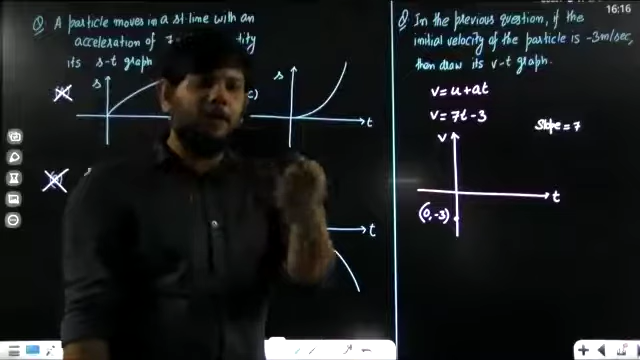 16:16
Q. A particle moves in a st. line with an
acceleration of 7
its s-t graph
s
s
t
t
Q. In the previous question, if the
initial velocity of the particle is -3m/sec,
then draw its v-t graph.
v = u + at
v = 7t - 3
Slope = 7
v
t
(0, -3)